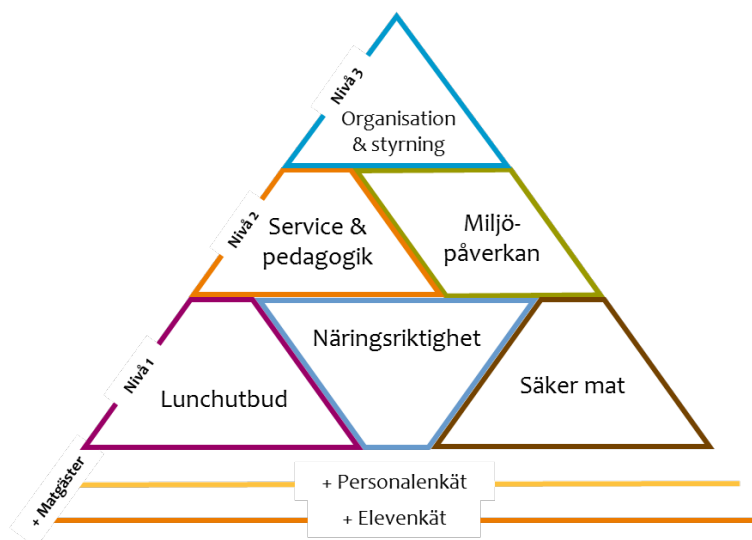 Nivå 3
Organisation
& styrning
Nivå 2
Service &
pedagogik
Miljö-
påverkan
Nivå 1
Lunchutbud
Näringsriktighet
Säker mat
+ Matgäster
+ Personalenkät
+ Elevenkät